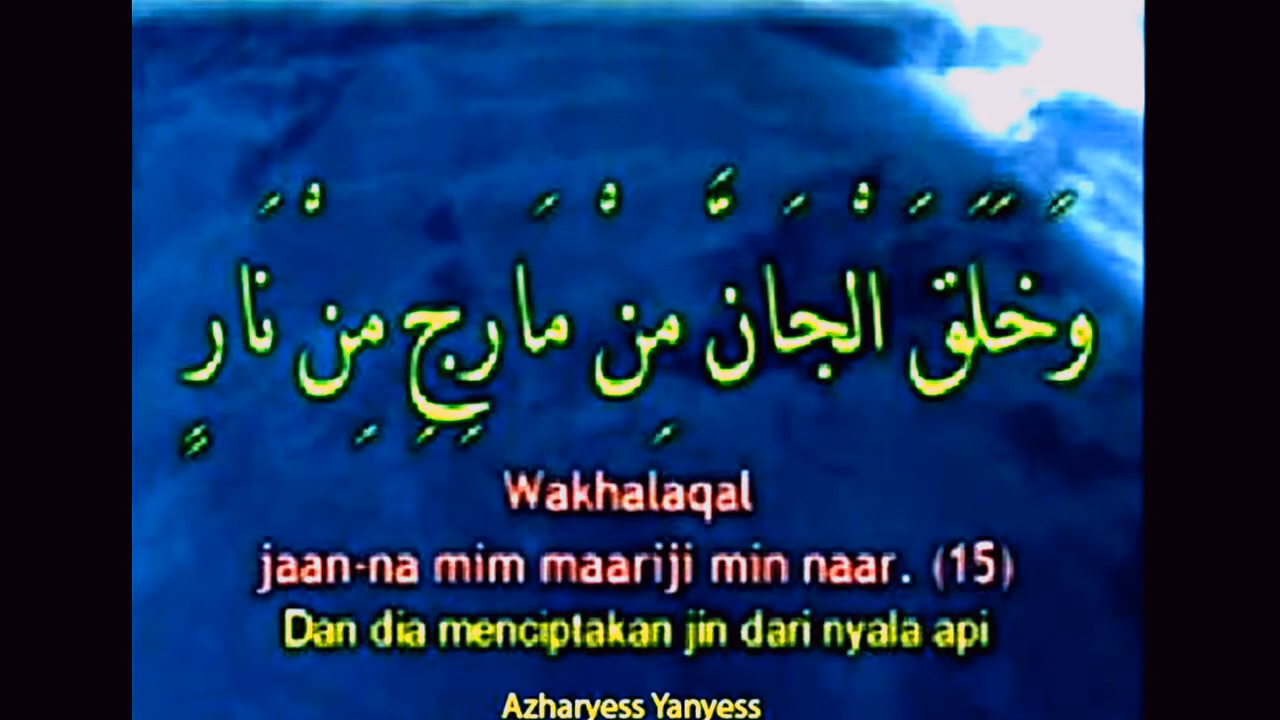 وَخَلَقَ الْجَانَّ مِنْ مَارِجٍ مِنْ نَارٍ
Wakhalaqal
jaan-na mim maariji min naar. (15)
Dan dia menciptakan jin dari nyala api
Azharyess Yanyess